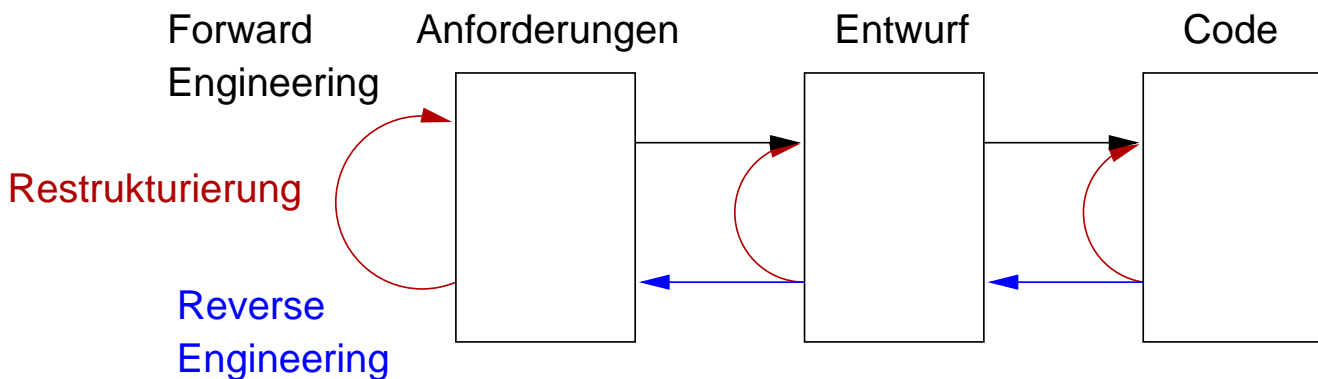 Forward
Engineering
Anforderungen
Entwurf
Code
Restrukturierung
Reverse
Engineering